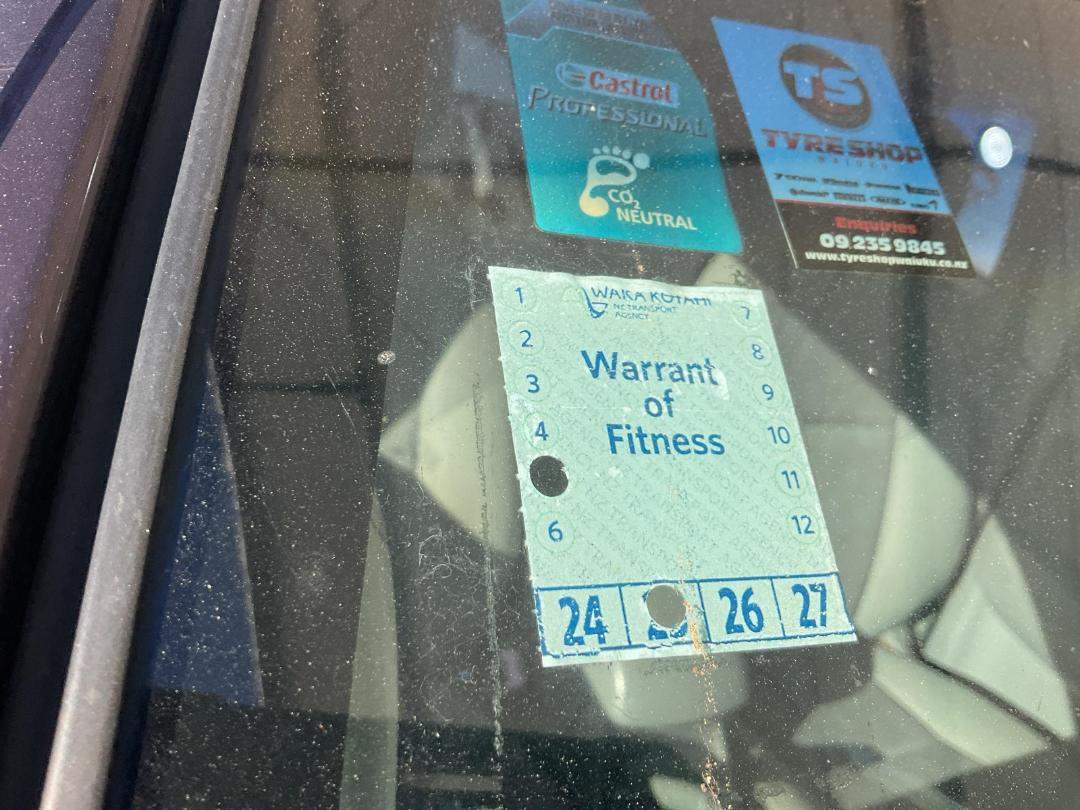 Castrol
PROFESSIONAL
CO2
NEUTRAL
TS
TYRE SHOP
WAIUKU
Enquiries
09 235 9845
www.tyreshopwaiuku.co.nz
WAKA KOTAHI
NZ TRANSPORT
AGENCY
Warrant
of
Fitness
1
2
3
4
6
7
8
9
10
11
12
24 26 27